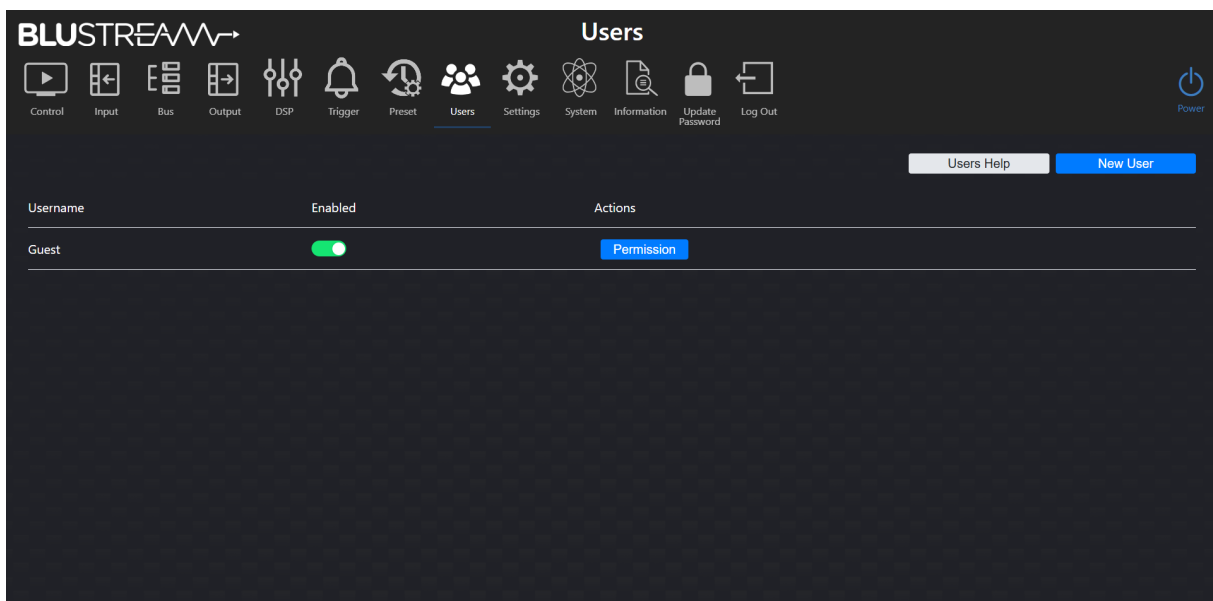 BLUSTREAM
Users
Control Input Bus Output DSP Trigger Preset Users Settings System Information Update Password Log Out Power
Users Help New User
Username Enabled Actions
Guest Permission